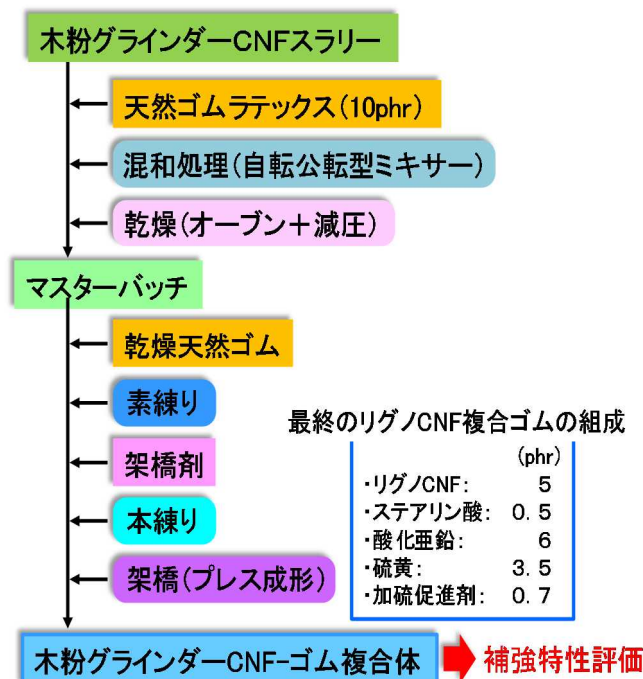 木粉グラインダーCNFスラリー
天然ゴムラテックス(10phr)
混和処理(自転公転型ミキサー)
乾燥(オーブン+減圧)
マスターバッチ
乾燥天然ゴム
素練り
架橋剤
本練り
架橋(プレス成形)
最終のリグノCNF複合ゴムの組成
(phr)
・リグノCNF: 5
・ステアリン酸: 0.5
・酸化亜鉛: 6
・硫黄: 3.5
・加硫促進剤: 0.7
木粉グラインダーCNF-ゴム複合体
補強特性評価